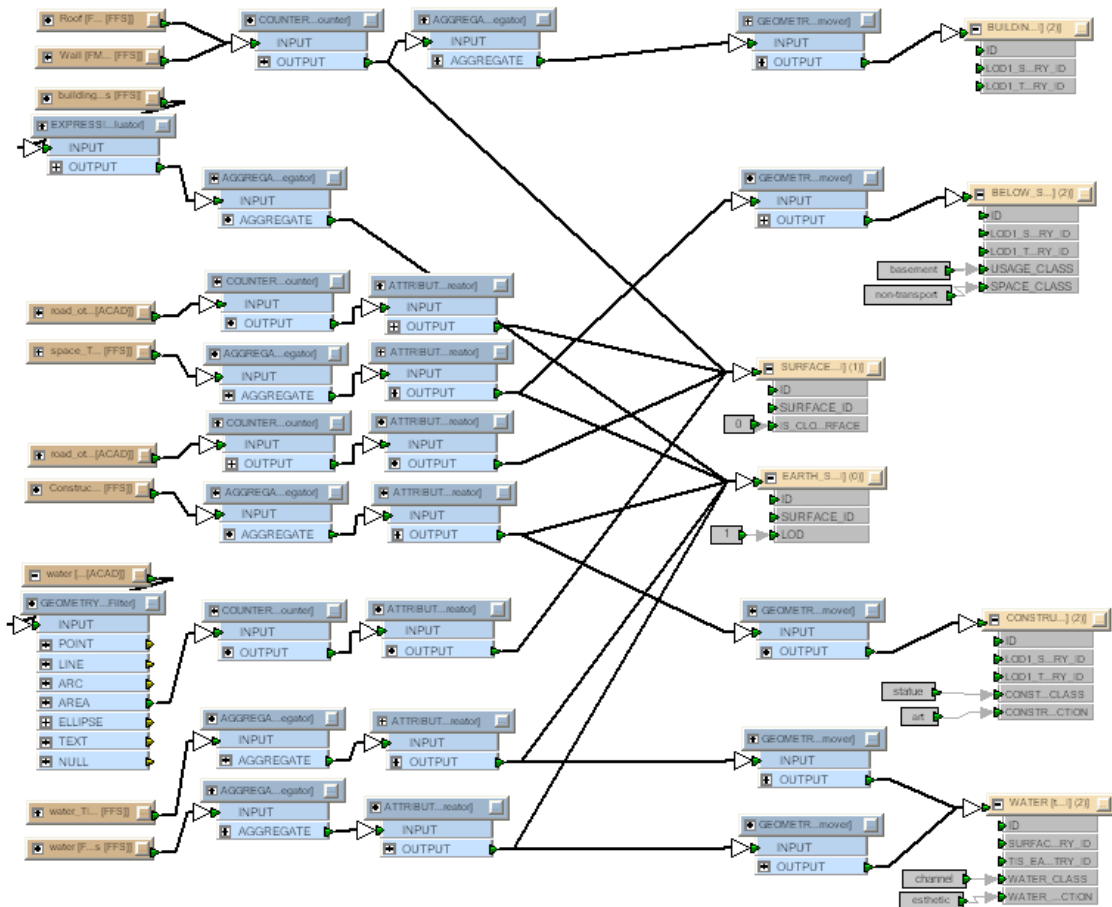 Roof [F... [FFS]]
COUNTER...ounter]
INPUT
OUTPUT
AGGREGA...egator]
INPUT
AGGREGATE
GEOMETR...mover]
INPUT
OUTPUT
BUILDIN...l] (2)]
ID
LOD1_S...RY_ID
LOD1_T...RY_ID
Wall [FM... [FFS]]
building...s [FFS]]
EXPRESSI...luator]
INPUT
OUTPUT
AGGREGA...egator]
INPUT
AGGREGATE
GEOMETR...mover]
INPUT
OUTPUT
BELOW_S...] (2)]
ID
LOD1_S...RY_ID
LOD1_T...RY_ID
basement
USAGE_CLASS
non-transport
SPACE_CLASS
road_ot...[ACAD]]
COUNTER...ounter]
INPUT
OUTPUT
ATTRIBUT...reator]
INPUT
OUTPUT
space_T... [FFS]]
AGGREGA...egator]
INPUT
AGGREGATE
ATTRIBUT...reator]
INPUT
OUTPUT
SURFACE...l] (1)]
ID
SURFACE_ID
0
IS_CLO...RFACE
road_ot...[ACAD]]
COUNTER...ounter]
INPUT
OUTPUT
ATTRIBUT...reator]
INPUT
OUTPUT
Construc... [FFS]]
AGGREGA...egator]
INPUT
AGGREGATE
ATTRIBUT...reator]
INPUT
OUTPUT
EARTH_S...l] (0)]
ID
SURFACE_ID
1
LOD
water [...[ACAD]]
GEOMETRY...Filter]
INPUT
POINT
LINE
ARC
AREA
ELLIPSE
TEXT
NULL
COUNTER...ounter]
INPUT
OUTPUT
ATTRIBUT...reator]
INPUT
OUTPUT
GEOMETR...mover]
INPUT
OUTPUT
CONSTRU...] (2)]
ID
LOD1_S...RY_ID
LOD1_T...RY_ID
statue
CONST...CLASS
art
CONSTR...CTION
water_Ti... [FFS]]
AGGREGA...egator]
INPUT
AGGREGATE
ATTRIBUT...reator]
INPUT
OUTPUT
GEOMETR...mover]
INPUT
OUTPUT
water [F...s [FFS]]
AGGREGA...egator]
INPUT
AGGREGATE
ATTRIBUT...reator]
INPUT
OUTPUT
GEOMETR...mover]
INPUT
OUTPUT
WATER [t...l] (2)]
ID
SURFAC...RY_ID
TIS_EA...TRY_ID
channel
WATER_CLASS
esthetic
WATER_...CTION